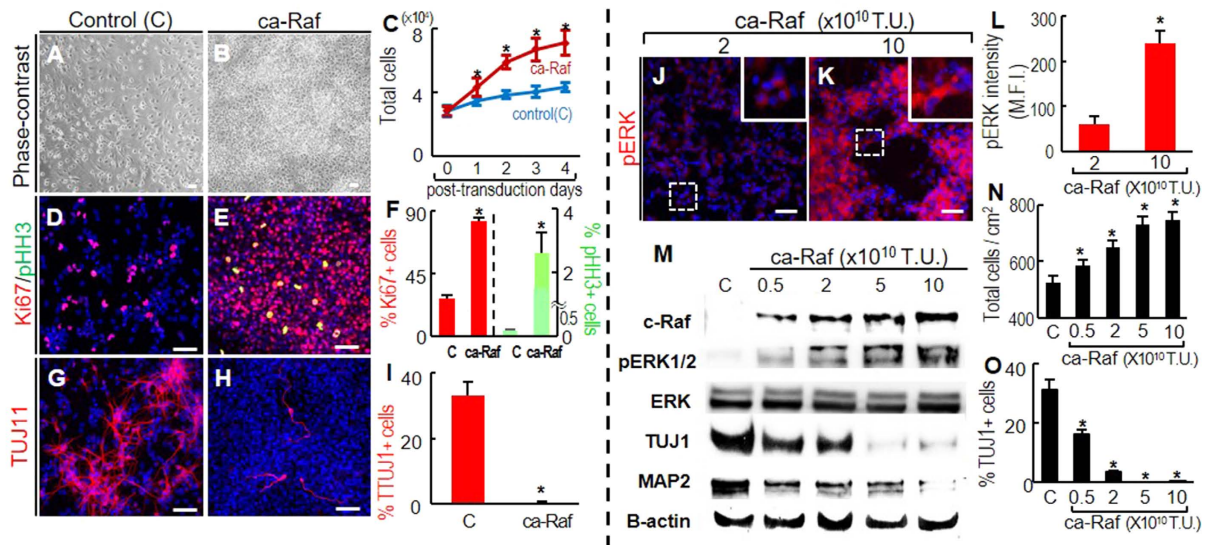 Control (C) ca-Raf
Phase-contrast
A
B
C
(x10⁴)
Total cells
8
4
0
*
*
*
*
ca-Raf
control(C)
0 1 2 3 4
post-transduction days
Ki67/pHH3
D
E
F
% Ki67+ cells
90
45
0
*
*
4
2
0.5
0
% pHH3+ cells
C ca-Raf C ca-Raf
TUJ11
G
H
I
% TTUJ1+ cells
40
20
0
*
C ca-Raf
ca-Raf (x10¹⁰ T.U.)
2 10
pERK
J
K
L
pERK intensity
(M.F.I.)
300
200
100
0
*
2 10
ca-Raf (X10¹⁰ T.U.)
M
ca-Raf (x10¹⁰ T.U.)
C 0.5 2 5 10
c-Raf
pERK1/2
ERK
TUJ1
MAP2
B-actin
N
Total cells / cm²
800
600
400
*
*
*
*
C 0.5 2 5 10
ca-Raf (X10¹⁰ T.U.)
O
% TUJ1+ cells
40
20
0
*
*
*
*
C 0.5 2 5 10
ca-Raf (X10¹⁰ T.U.)